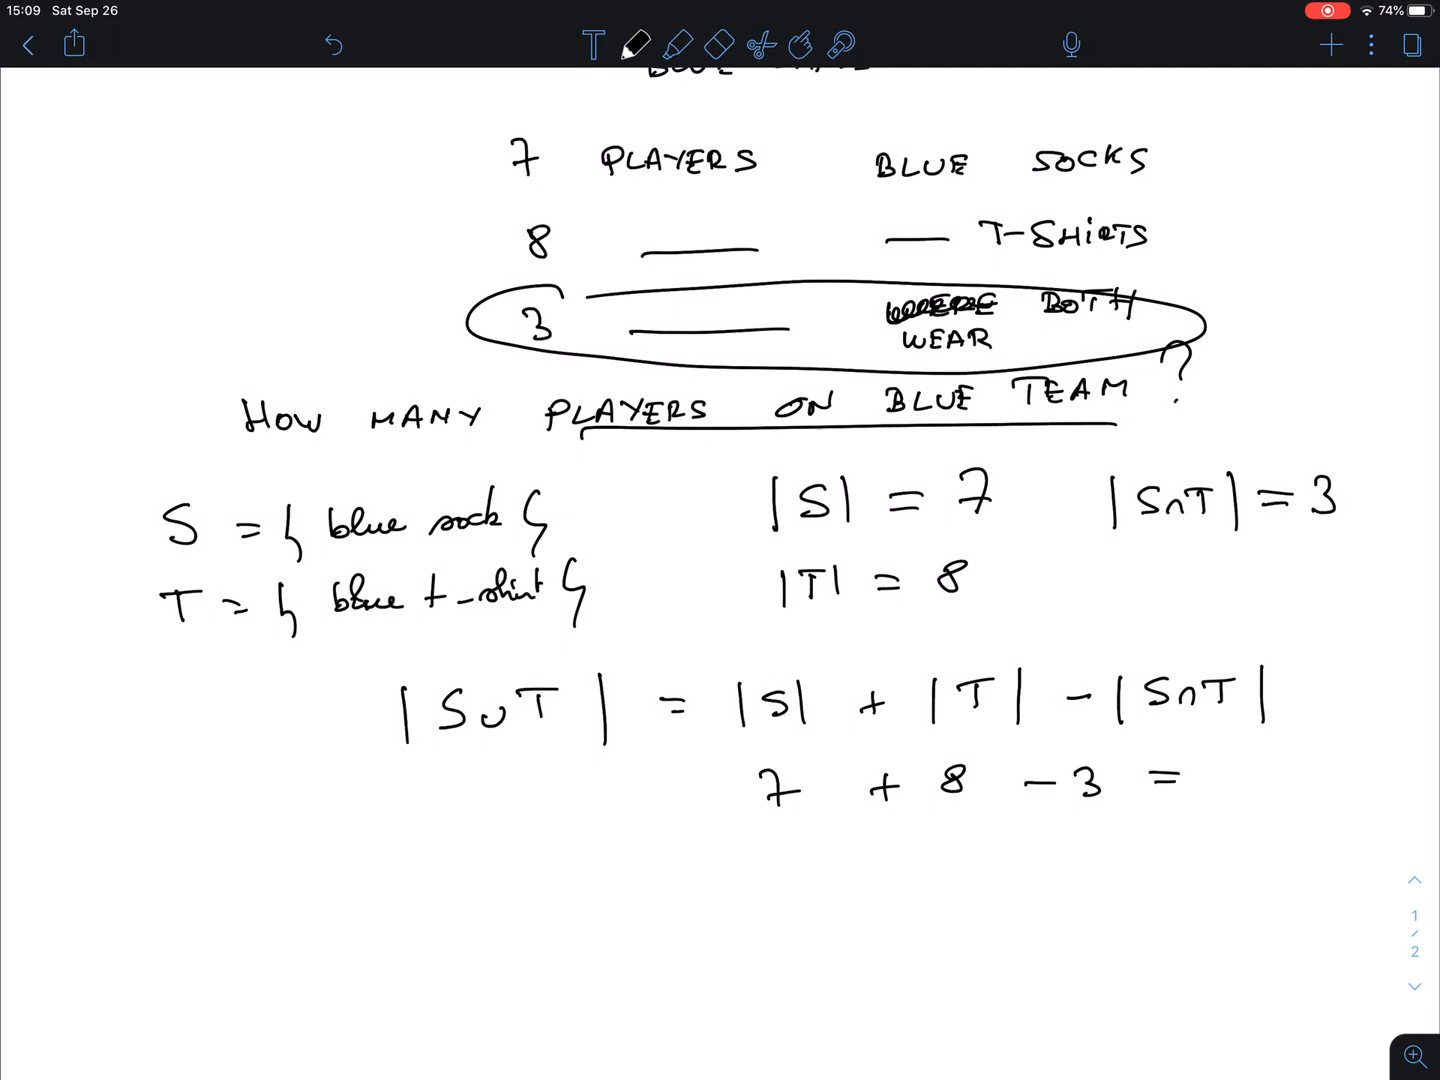 15:09 Sat Sep 26
74%
7 PLAYERS BLUE SOCKS
8 —— — T-SHIRTS
3 —— BOTH
WEAR
HOW MANY PLAYERS ON BLUE TEAM ?
S = { blue sock }
|S| = 7
|S∩T| = 3
T = { blue t-shirt }
|T| = 8
|S∪T| = |S| + |T| - |S∩T|
7 + 8 - 3 =
1
/
2